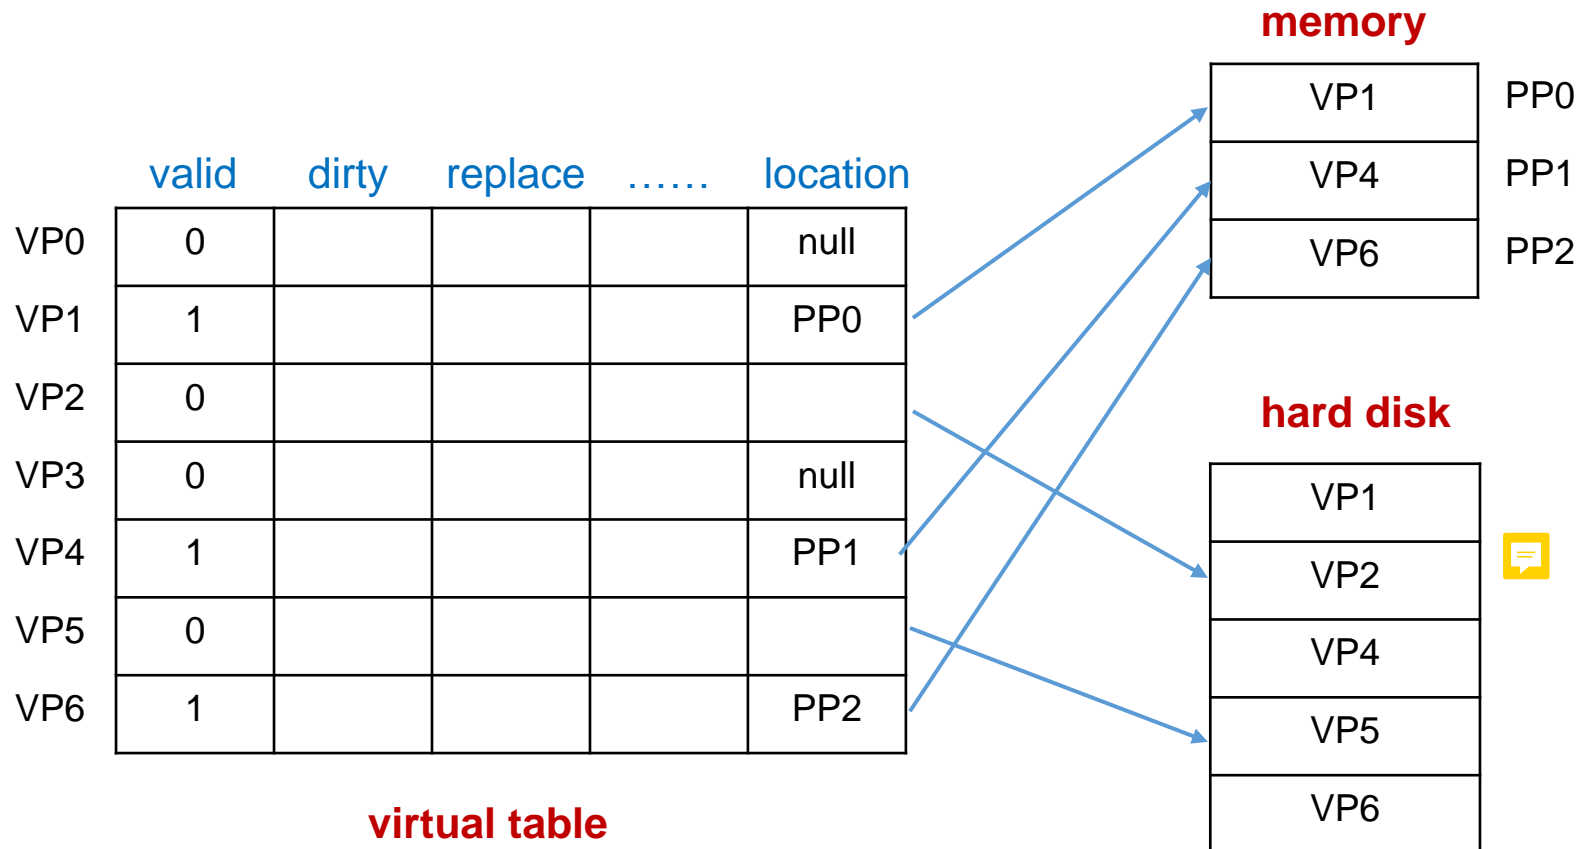 memory
VP1 PP0
VP4 PP1
VP6 PP2
valid dirty replace …… location
VP0 0 null
VP1 1 PP0
VP2 0
VP3 0 null
VP4 1 PP1
VP5 0
VP6 1 PP2
virtual table
hard disk
VP1
VP2
VP4
VP5
VP6